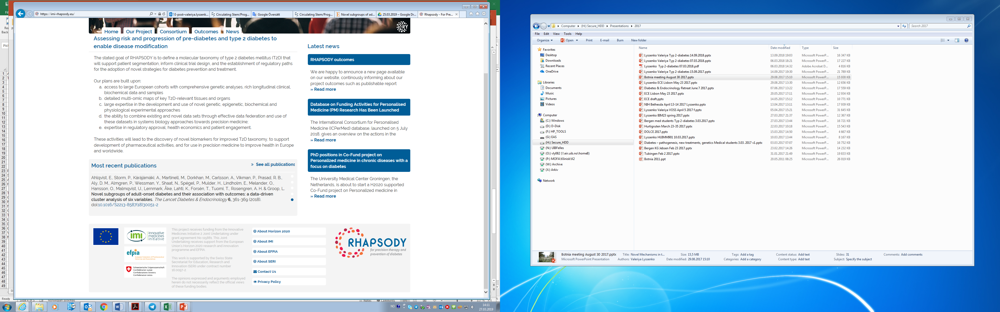 https://imi-rhapsody.eu/
E-post–valeriya.lyssenk...
Circulating Stem/Prog...
Google Översätt
Circulating Stem/Prog...
Novel subgroups of ad...
25.03.2019 – Google Dr...
Rhapsody - For Pre...
Home
Our Project
Consortium
Outcomes
News
Assessing risk and progression of pre-diabetes and type 2 diabetes to
enable disease modification
The stated goal of RHAPSODY is to define a molecular taxonomy of type 2 diabetes mellitus (T2D) that
will support patient segmentation, inform clinical trial design, and the establishment of regulatory paths
for the adoption of novel strategies for diabetes prevention and treatment.
Our plans are built upon:
a. access to large European cohorts with comprehensive genetic analyses, rich longitudinal clinical,
biochemical data and samples
b. detailed multi-omic maps of key T2D-relevant tissues and organs
c. large expertise in the development and use of novel genetic, epigenetic, biochemical and
physiological experimental approaches
d. the ability to combine existing and novel data sets through effective data federation and use of
these datasets in systems biology approaches towards precision medicine;
e. expertise in regulatory approval, health economics and patient engagement.
These activities will lead to the discovery of novel biomarkers for improved T2D taxonomy, to support
development of pharmaceutical activities, and for use in precision medicine to improve health in Europe
and worldwide.
Most recent publications
» See all publications
Ahlqvist, E., Storm, P., Käräjämäki, A., Martinell, M., Dorkhan, M., Carlsson, A., Vikman, P., Prasad, R. B.,
Aly, D. M., Almgren, P., Wessman, Y., Shaat, N., Spégel, P., Mulder, H., Lindholm, E., Melander, O.,
Hansson, O., Malmqvist, U., Lernmark, Åke, Lahti, K., Forsén, T., Tuomi, T., Rosengren, A. H. & Groop, L.
Novel subgroups of adult-onset diabetes and their association with outcomes: a data-driven
cluster analysis of six variables. The Lancet Diabetes & Endocrinology 6, 361-369 (2018).
doi:10.1016/S2213-8587(18)30051-2
Latest news
RHAPSODY outcomes
We are happy to announce a new page available
on our website, continously informing about our
project outcomes such as publishable report
» Read more
Database on Funding Activities for Personalised
Medicine (PM) Research Has Been Launched
The International Consortium for Personalised
Medicine (ICPerMed) database, launched on 5 July
2018, gives an overview on the actions in the
» Read more
PhD positions in Co-Fund project on
Personalized medicine in chronic diseases with a
focus on diabetes
The University Medical Center Groningen, the
Netherlands, is about to start a H2020 supported
Co-Fund project on Personalized medicine in
» Read more
imi innovative
medicines
initiative
efpia
Schweizerische Eidgenossenschaft
Confédération suisse
Confederazione Svizzera
Confederaziun svizra
This project receives funding from the Innovative
Medicines Initiative 2 Joint Undertaking under
grant agreement No 115881. This Joint
Undertaking receives support from the European
Union's Horizon 2020 research and innovation
programme and EFPIA.
This work is supported by the Swiss State
Secretariat for Education, Research and
Innovation (SERI) under contract number
16.0097-2.
The opinions expressed and arguments employed
herein do not necessarily reflect the official views
of these funding bodies.
About Horizon 2020
About IMI
About EFPIA
About SERI
Contact Us
Privacy Policy
RHAPSODY
for precision therapy and
prevention of diabetes
Ready
NO
14:11
27.03.2019
Computer
(H:) Secure_HDD
Presentations
2017
Search 2017
File Edit View Tools Help
Organize Open Print E-mail Burn New folder
Favorites
Desktop
Downloads
Recent Places
OneDrive
Libraries
Documents
Music
Pictures
Videos
Computer
(C:) Windows
(D:) D-Disk
(F:) HP_TOOLS
(G:) EAS
(H:) Secure_HDD
(N:) UIBFelles
(O:) vly082 (\\eir.uib.no\home8)
(P:) MOFA\Klinisk\K2
(W:) Archive
(X:) Arkiv
Network
Name Date modified Type Size
Lyssenko Valeriya Typ 2-diabetes 14.09.2018.pptx 13.09.2018 19:03 Microsoft PowerP... 16 347 KB
Lyssenko Valeriya Typ 2-diabetes 07.03.2018.pptx 06.03.2018 18:21 Microsoft PowerP... 17 227 KB
Lyssenko Typ 2-diabetes 07.03.2018.pdf 06.03.2018 14:32 Adobe Acrobat D... 4 816 KB
Lyssenko Valeriya Typ 2-diabetes 15.09.2017.pptx 14.09.2017 19:30 Microsoft PowerP... 21 789 KB
Botnia meeting August 30 2017.pptx 29.08.2017 15:10 Microsoft PowerP... 15 930 KB
Lyssenko ECE Lisbon May 23 2017.pptx 29.08.2017 13:30 Microsoft PowerP... 12 656 KB
Diabetes & Endocrinology Retreat June 7 2017.pptx 07.06.2017 13:22 Microsoft PowerP... 17 559 KB
ECE Lisbon May 23 2017.pptx 20.05.2017 17:11 Microsoft PowerP... 12 934 KB
ECE draft.pptx 14.05.2017 15:12 Microsoft PowerP... 10 771 KB
NIH Bethesda April 13-14 2017 Lyssenko.pptx 13.04.2017 13:11 Microsoft PowerP... 17 939 KB
Lyssenko Valeriya VOSS April 5 2017 f.pptx 05.04.2017 15:21 Microsoft PowerP... 31 645 KB
Lyssenko BIM23 spring 2017.pptx 27.03.2017 21:37 Microsoft PowerP... 12 367 KB
Bergen med students Typ 2-diabetes 3.03.2017.pptx 27.03.2017 13:44 Microsoft PowerP... 16 721 KB
Hurtigruten March 23-35 2017.pptx 22.03.2017 10:18 Microsoft PowerP... 15 543 KB
DOLCE 2017.pptx 15.03.2017 14:50 Microsoft PowerP... 4 667 KB
Lyssenko HUIMM901 10.03.2017.pptx 10.03.2017 13:44 Microsoft PowerP... 8 167 KB
Diabetes – pathogenesis, new treatments, genetics Medical students 3.03. 2017 v1.pptx 03.03.2017 07:07 Microsoft PowerP... 16 752 KB
Bergen KG Jebsen Feb 23 2017.pptx 23.02.2017 14:26 Microsoft PowerP... 14 232 KB
Tubingen Feb 2 2017.pptx 31.01.2017 21:49 Microsoft PowerP... 19 833 KB
Botnia 2011.ppt 20.05.2011 08:25 Microsoft PowerP... 26 019 KB
Botnia meeting August 30 2017.pptx Title: Novel Mechanisms in t... Size: 15,5 MB Tags: Add a tag Content status: Add text Slides: 31 Comments: Add comments
Microsoft PowerPoint Presentation Authors: Valeriya Lyssenko Date modified: 29.08.2017 15:10 Categories: Add a category Content type: Add text Subject: Specify the subject